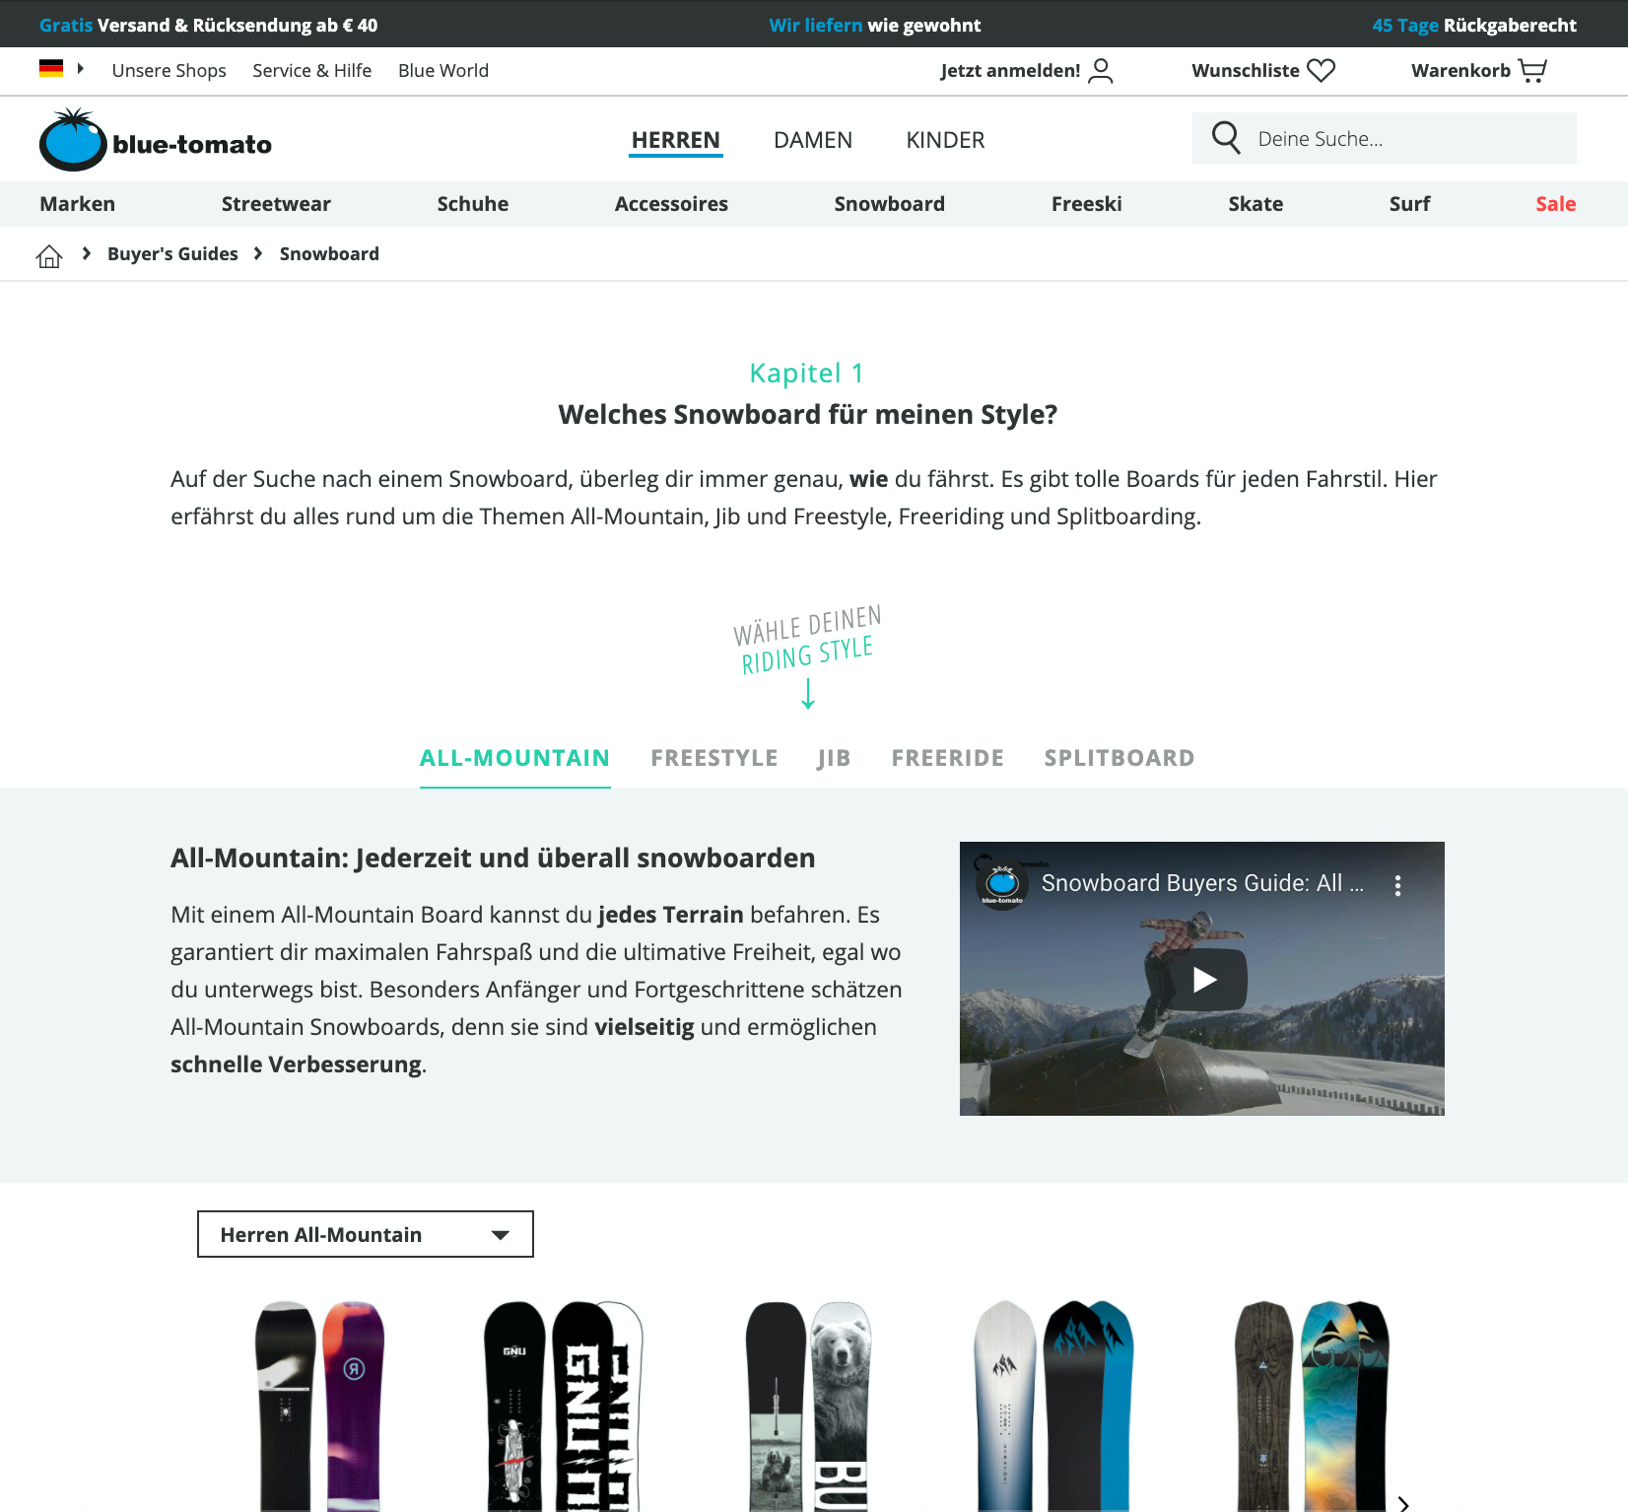 Gratis Versand & Rücksendung ab € 40
Wir liefern wie gewohnt
45 Tage Rückgaberecht
Unsere Shops
Service & Hilfe
Blue World
Jetzt anmelden!
Wunschliste
Warenkorb
blue-tomato
HERREN
DAMEN
KINDER
Deine Suche...
Marken
Streetwear
Schuhe
Accessoires
Snowboard
Freeski
Skate
Surf
Sale
Buyer's Guides
Snowboard
Kapitel 1
Welches Snowboard für meinen Style?
Auf der Suche nach einem Snowboard, überleg dir immer genau, wie du fährst. Es gibt tolle Boards für jeden Fahrstil. Hier
erfährst du alles rund um die Themen All-Mountain, Jib und Freestyle, Freeriding und Splitboarding.
WÄHLE DEINEN
RIDING STYLE
ALL-MOUNTAIN
FREESTYLE
JIB
FREERIDE
SPLITBOARD
All-Mountain: Jederzeit und überall snowboarden
Mit einem All-Mountain Board kannst du jedes Terrain befahren. Es
garantiert dir maximalen Fahrspaß und die ultimative Freiheit, egal wo
du unterwegs bist. Besonders Anfänger und Fortgeschrittene schätzen
All-Mountain Snowboards, denn sie sind vielseitig und ermöglichen
schnelle Verbesserung.
Snowboard Buyers Guide: All ...
blue-tomato
Herren All-Mountain
GNU
GNU
BU